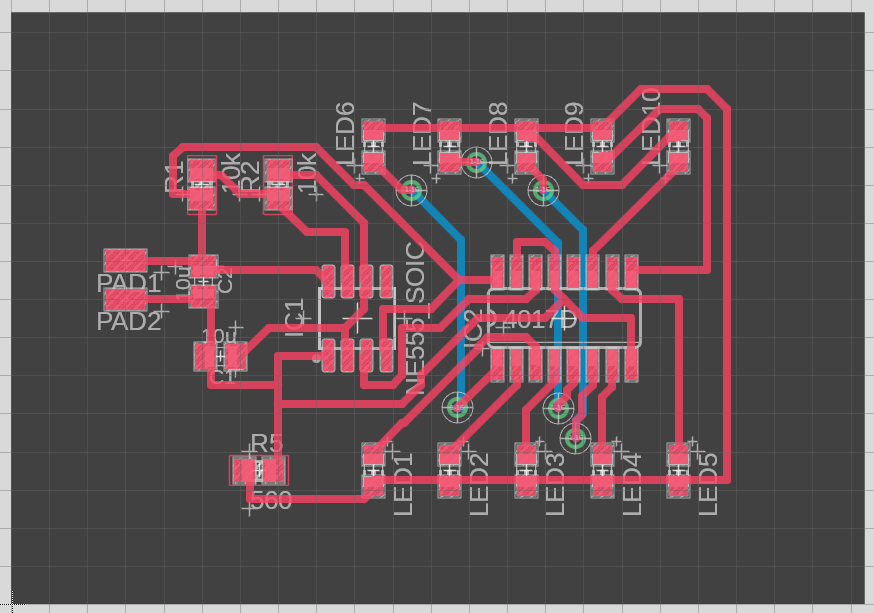 LED6
LED7
LED8
LED9
LED10
R1
10k
R2
10k
PAD1
PAD2
10u
C2
IC1
NE555
SOIC
IC2
4017D
10u
C1
R5
560
LED1
LED2
LED3
LED4
LED5